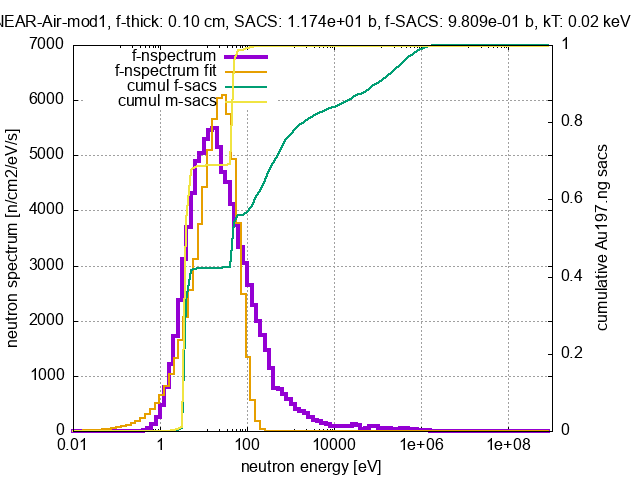 NEAR-Air-mod1, f-thick: 0.10 cm, SACS: 1.174e+01 b, f-SACS: 9.809e-01 b, kT: 0.02 keV
f-nspectrum
f-nspectrum fit
cumul f-sacs
cumul m-sacs
neutron spectrum [n/cm2/eV/s]
7000
6000
5000
4000
3000
2000
1000
0
1
0.8
0.6
0.4
0.2
0
cumulative Au197.ng sacs
0.01 1 100 10000 1e+06 1e+08
neutron energy [eV]